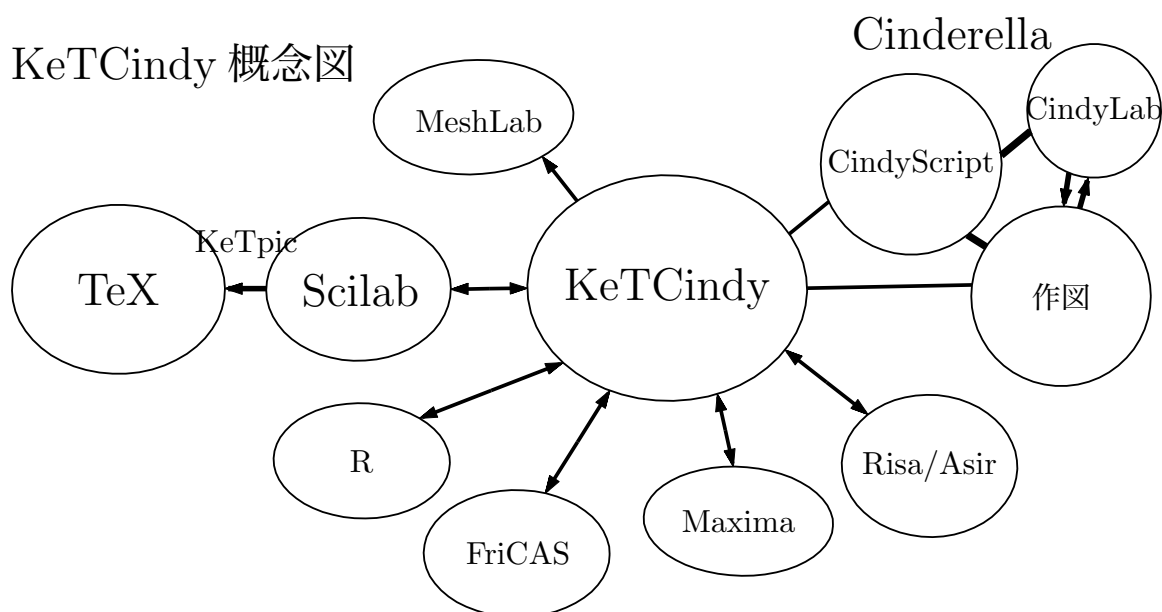 Cinderella
KeTCindy 概念図
MeshLab
CindyLab
CindyScript
KeTpic
TeX
Scilab
KeTCindy
作図
R
Risa/Asir
Maxima
FriCAS